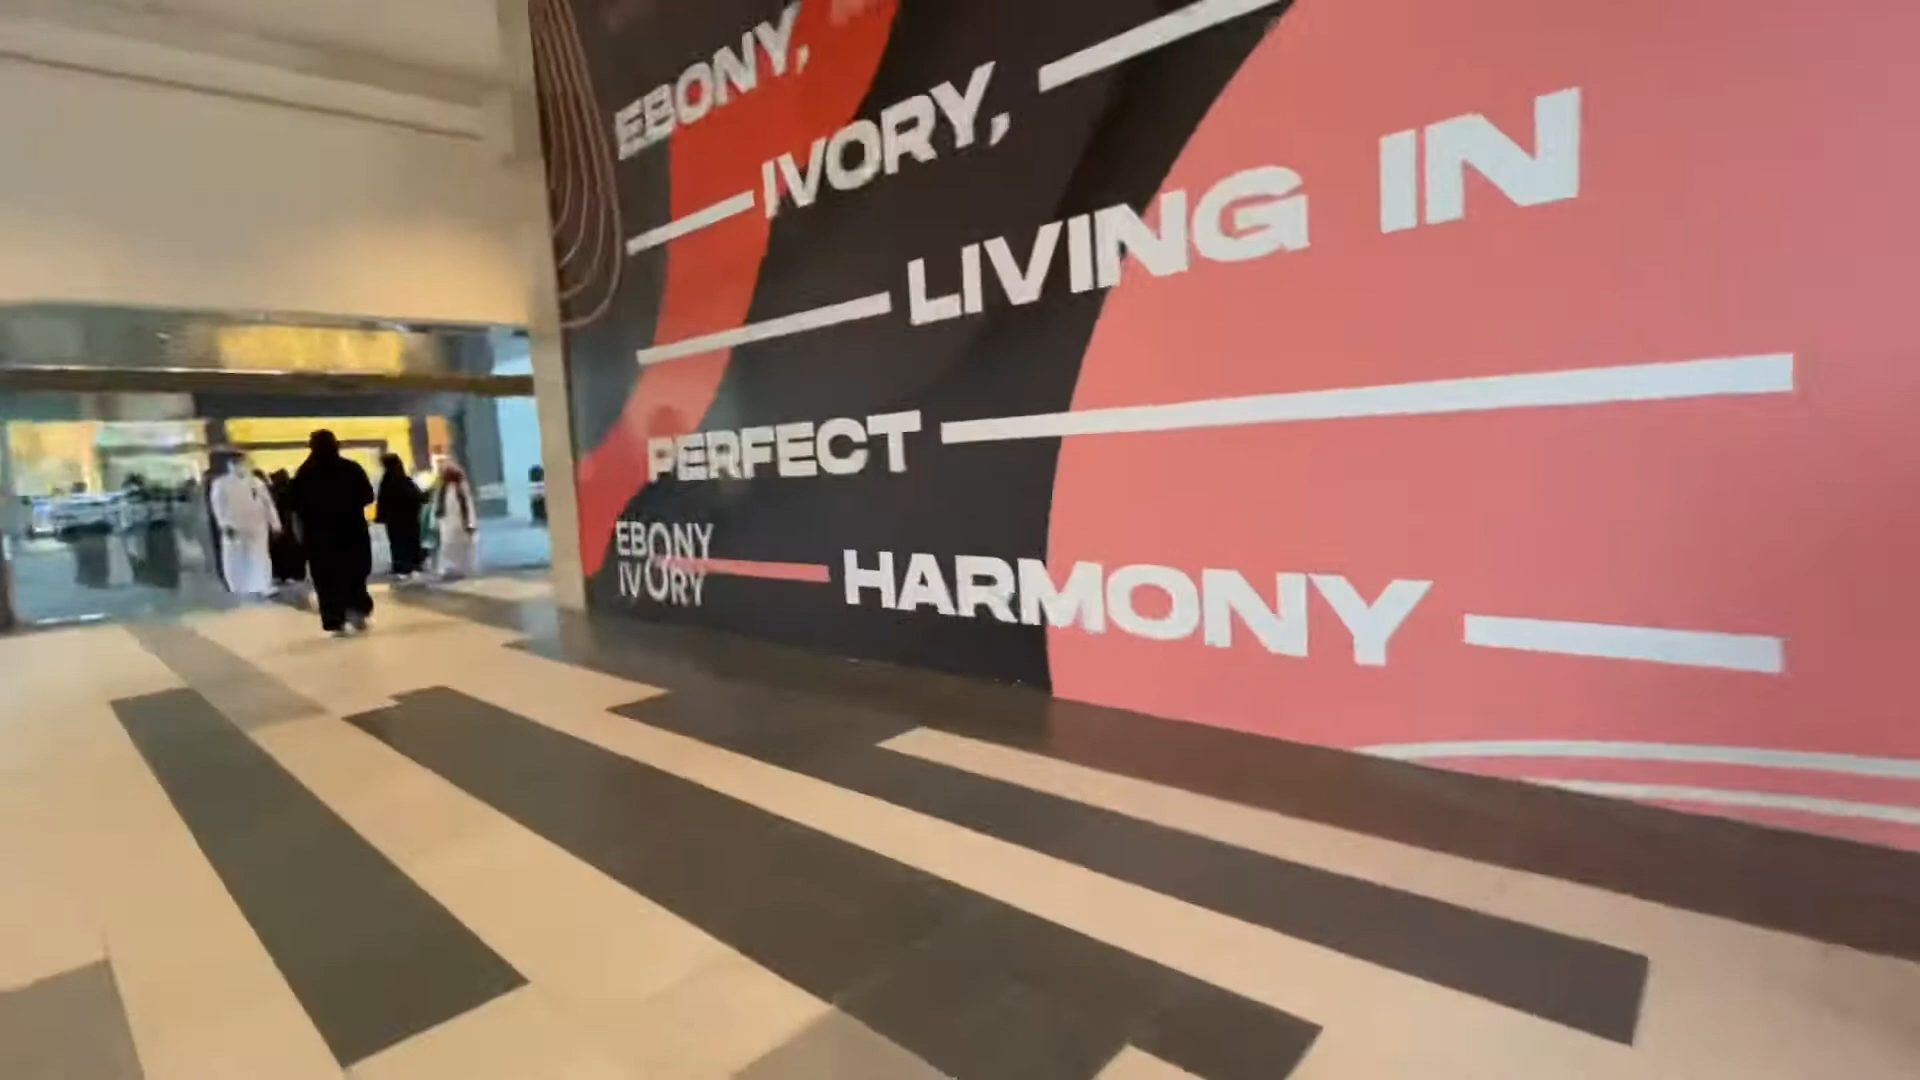 EBONY,
IVORY,
LIVING IN
PERFECT
HARMONY
EBONY
IVORY